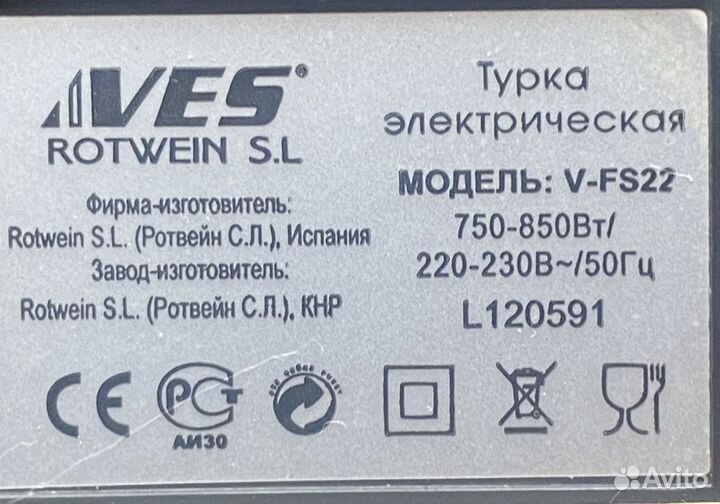 VES®
ROTWEIN S.L
Фирма-изготовитель:
Rotwein S.L. (Ротвейн С.Л.), Испания
Завод-изготовитель:
Rotwein S.L. (Ротвейн С.Л.), КНР
Турка
электрическая
МОДЕЛЬ: V-FS22
750-850Вт/
220-230В~/50Гц
L120591
CE
РСТ
АИ30
Avito